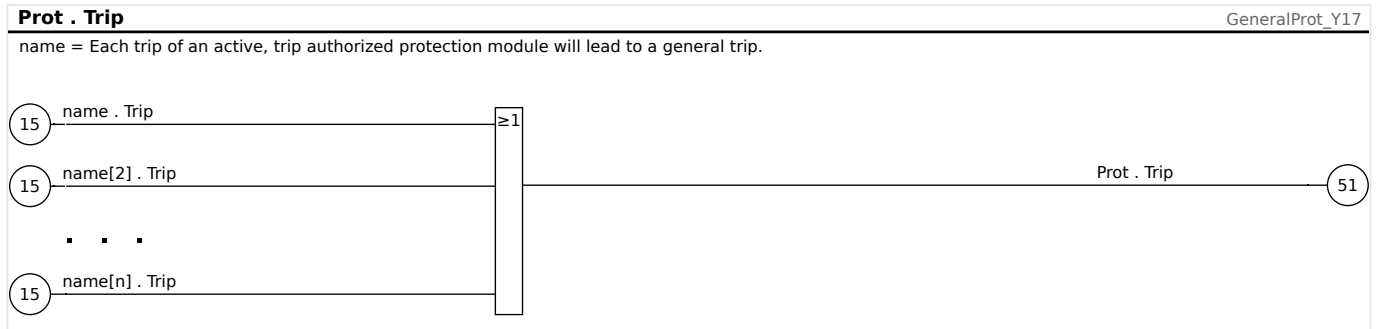 Prot . Trip
GeneralProt_Y17
name = Each trip of an active, trip authorized protection module will lead to a general trip.
15
name . Trip
≥1
15
name[2] . Trip
Prot . Trip
51
15
name[n] . Trip